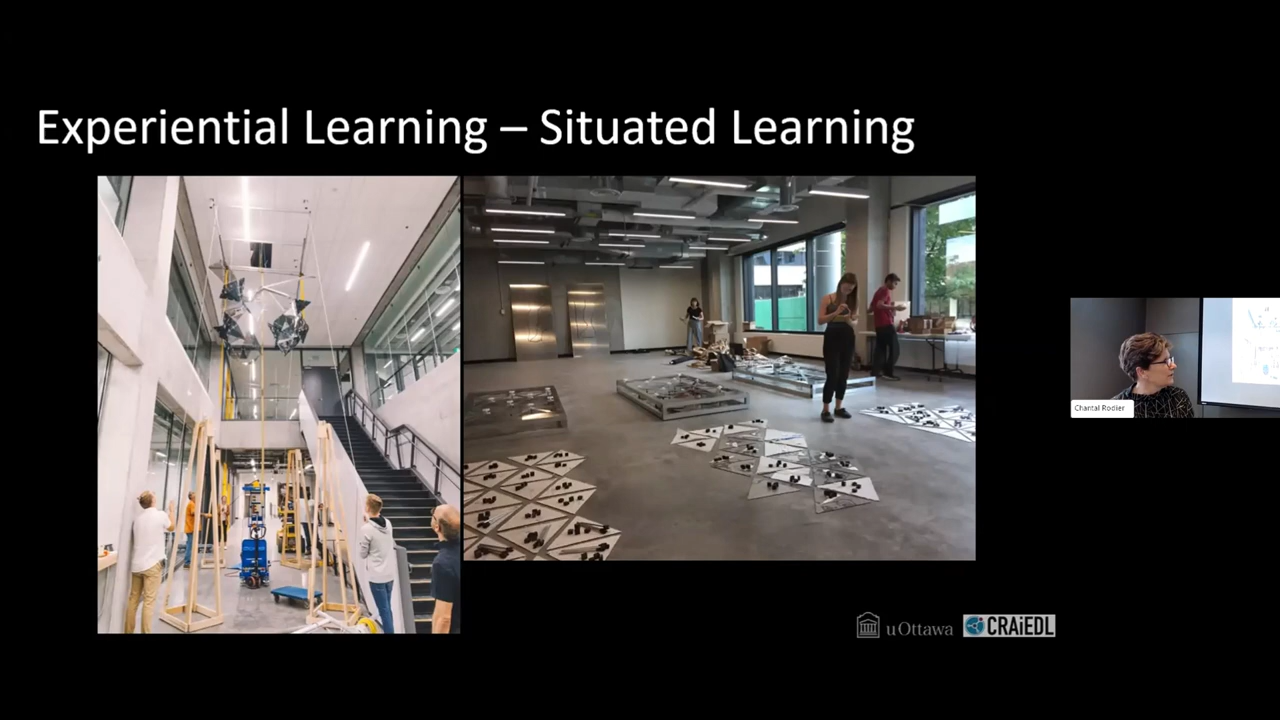 Experiential Learning – Situated Learning
Chantal Rodier
uOttawa
CRAiEDL